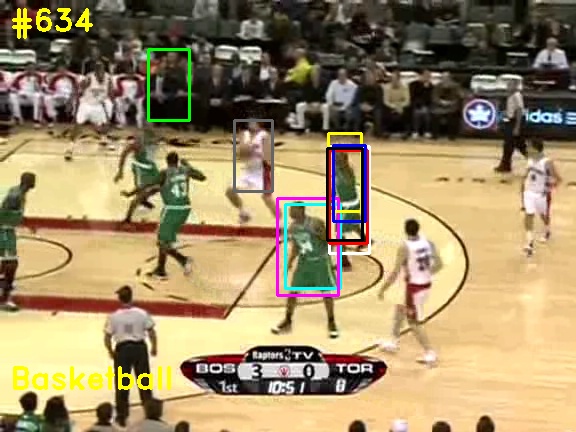 #634
adidas
Raptors TV
BOS 3 0 TOR
1st 10:51 8
Basketball